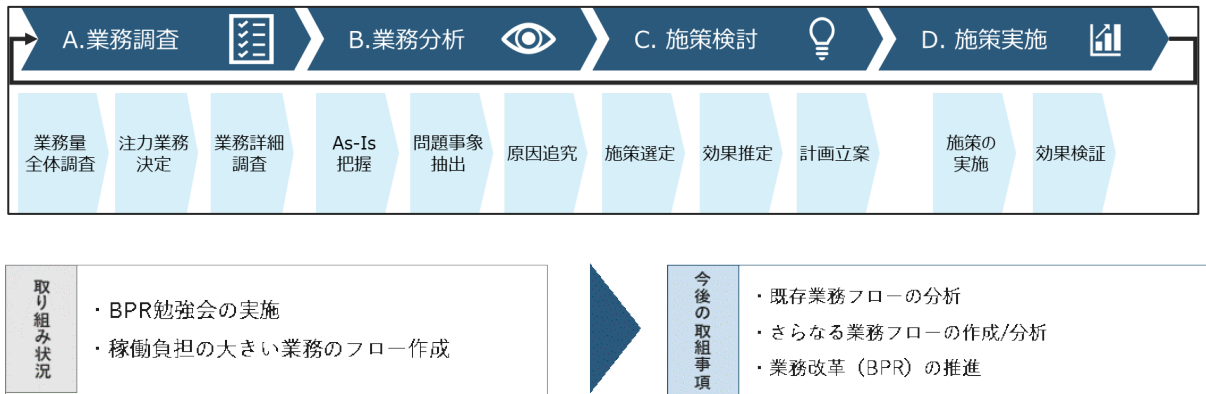 A.業務調査
B.業務分析
C. 施策検討
D. 施策実施
業務量
全体調査
注力業務
決定
業務詳細
調査
As-Is
把握
問題事象
抽出
原因追究
施策選定
効果推定
計画立案
施策の
実施
効果検証
取り組み状況
・BPR勉強会の実施
・稼働負担の大きい業務のフロー作成
今後の取組事項
・既存業務フローの分析
・さらなる業務フローの作成/分析
・業務改革（BPR）の推進